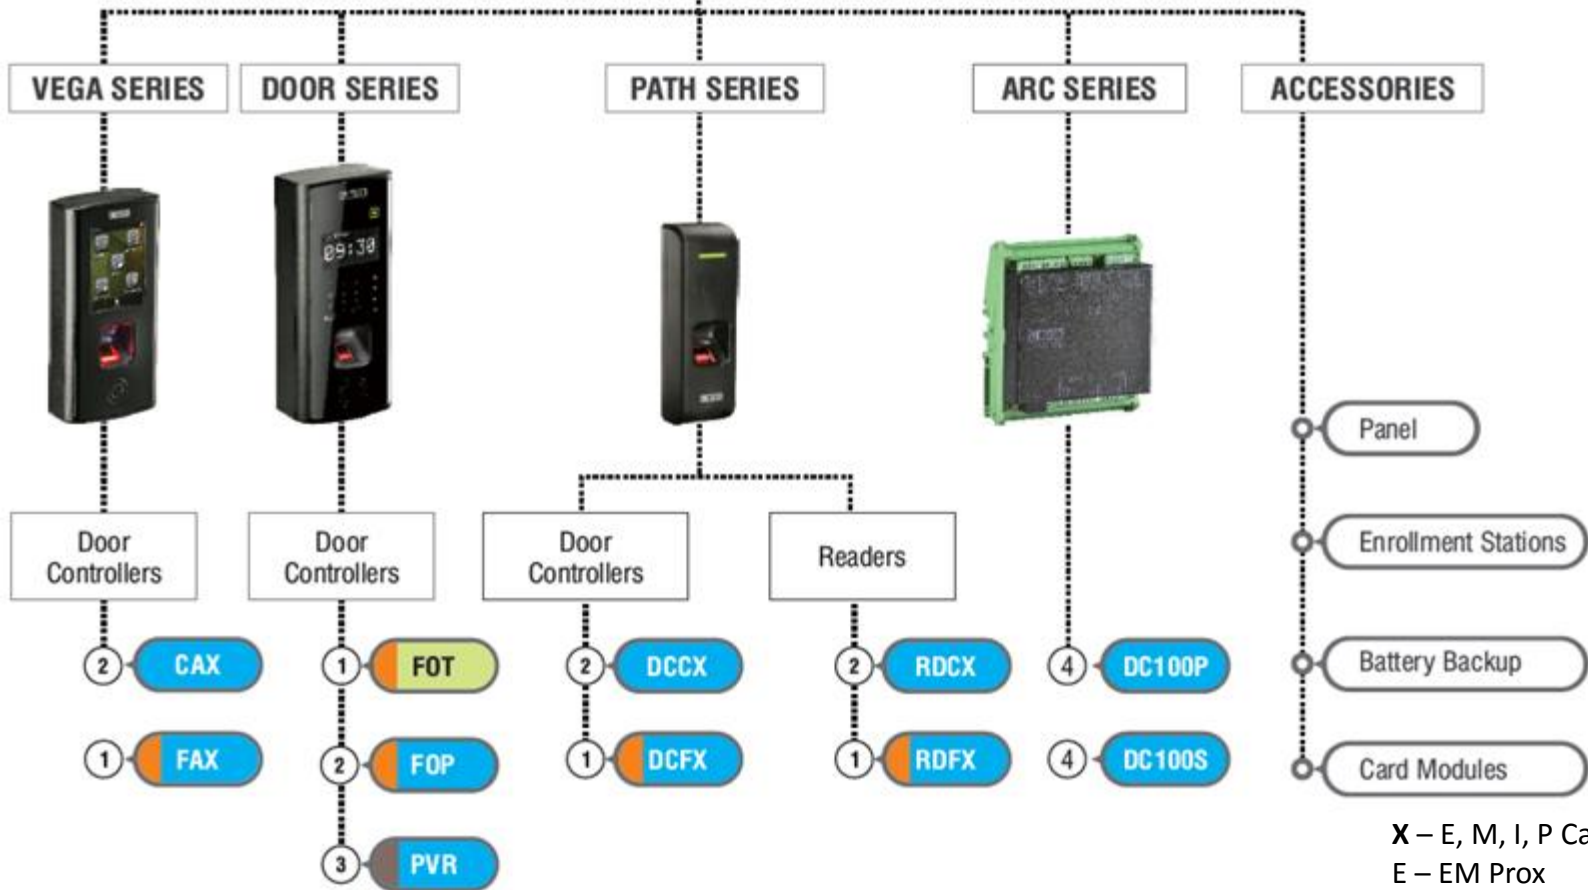 VEGA SERIES
DOOR SERIES
PATH SERIES
ARC SERIES
ACCESSORIES
09:30
Panel
Enrollment Stations
Battery Backup
Card Modules
Door
Controllers
Door
Controllers
Door
Controllers
Readers
2 CAX
1 FAX
1 FOT
2 FOP
3 PVR
2 DCCX
1 DCFX
2 RDCX
1 RDFX
4 DC100P
4 DC100S
X – E, M, I, P Ca
E – EM Prox